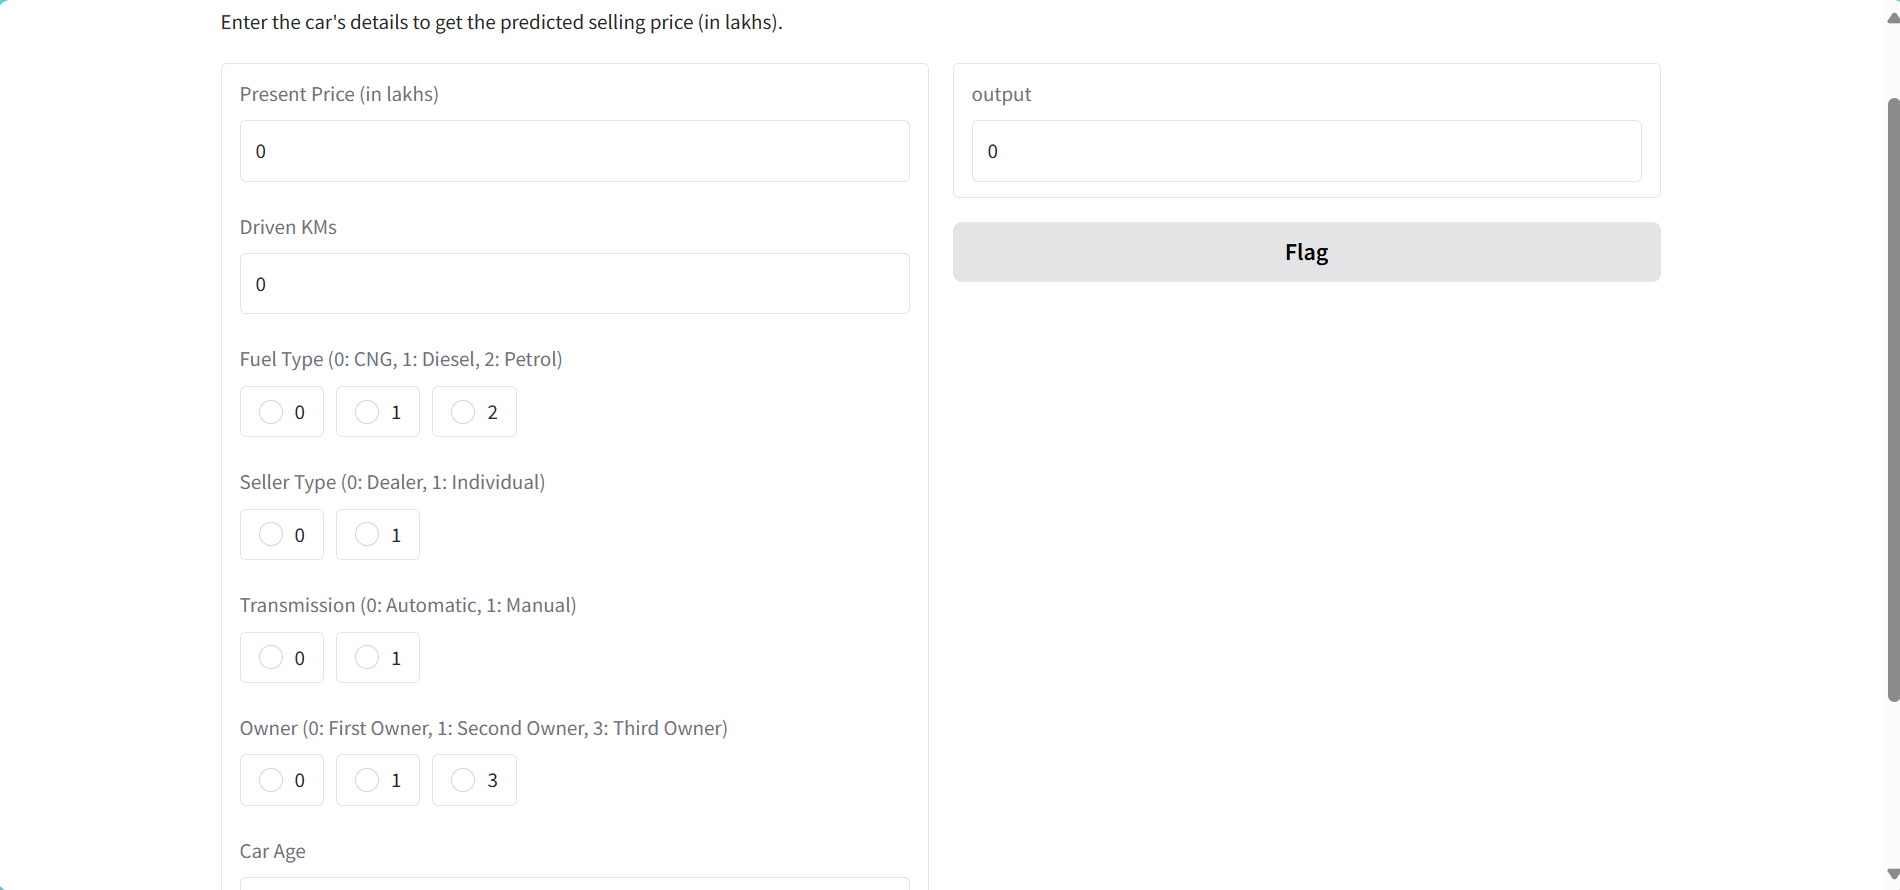 Enter the car's details to get the predicted selling price (in lakhs).
Present Price (in lakhs)
0
Driven KMs
0
Fuel Type (0: CNG, 1: Diesel, 2: Petrol)
0 1 2
Seller Type (0: Dealer, 1: Individual)
0 1
Transmission (0: Automatic, 1: Manual)
0 1
Owner (0: First Owner, 1: Second Owner, 3: Third Owner)
0 1 3
Car Age
output
0
Flag